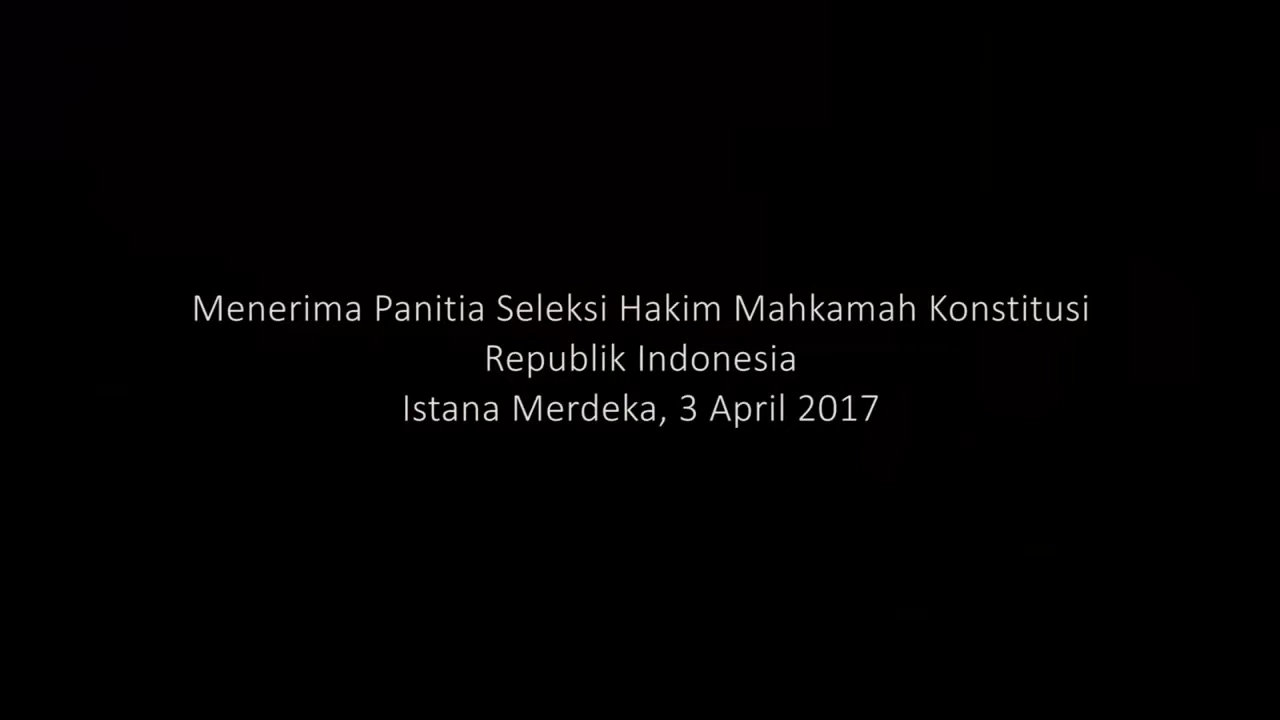 Menerima Panitia Seleksi Hakim Mahkamah Konstitusi
Republik Indonesia
Istana Merdeka, 3 April 2017